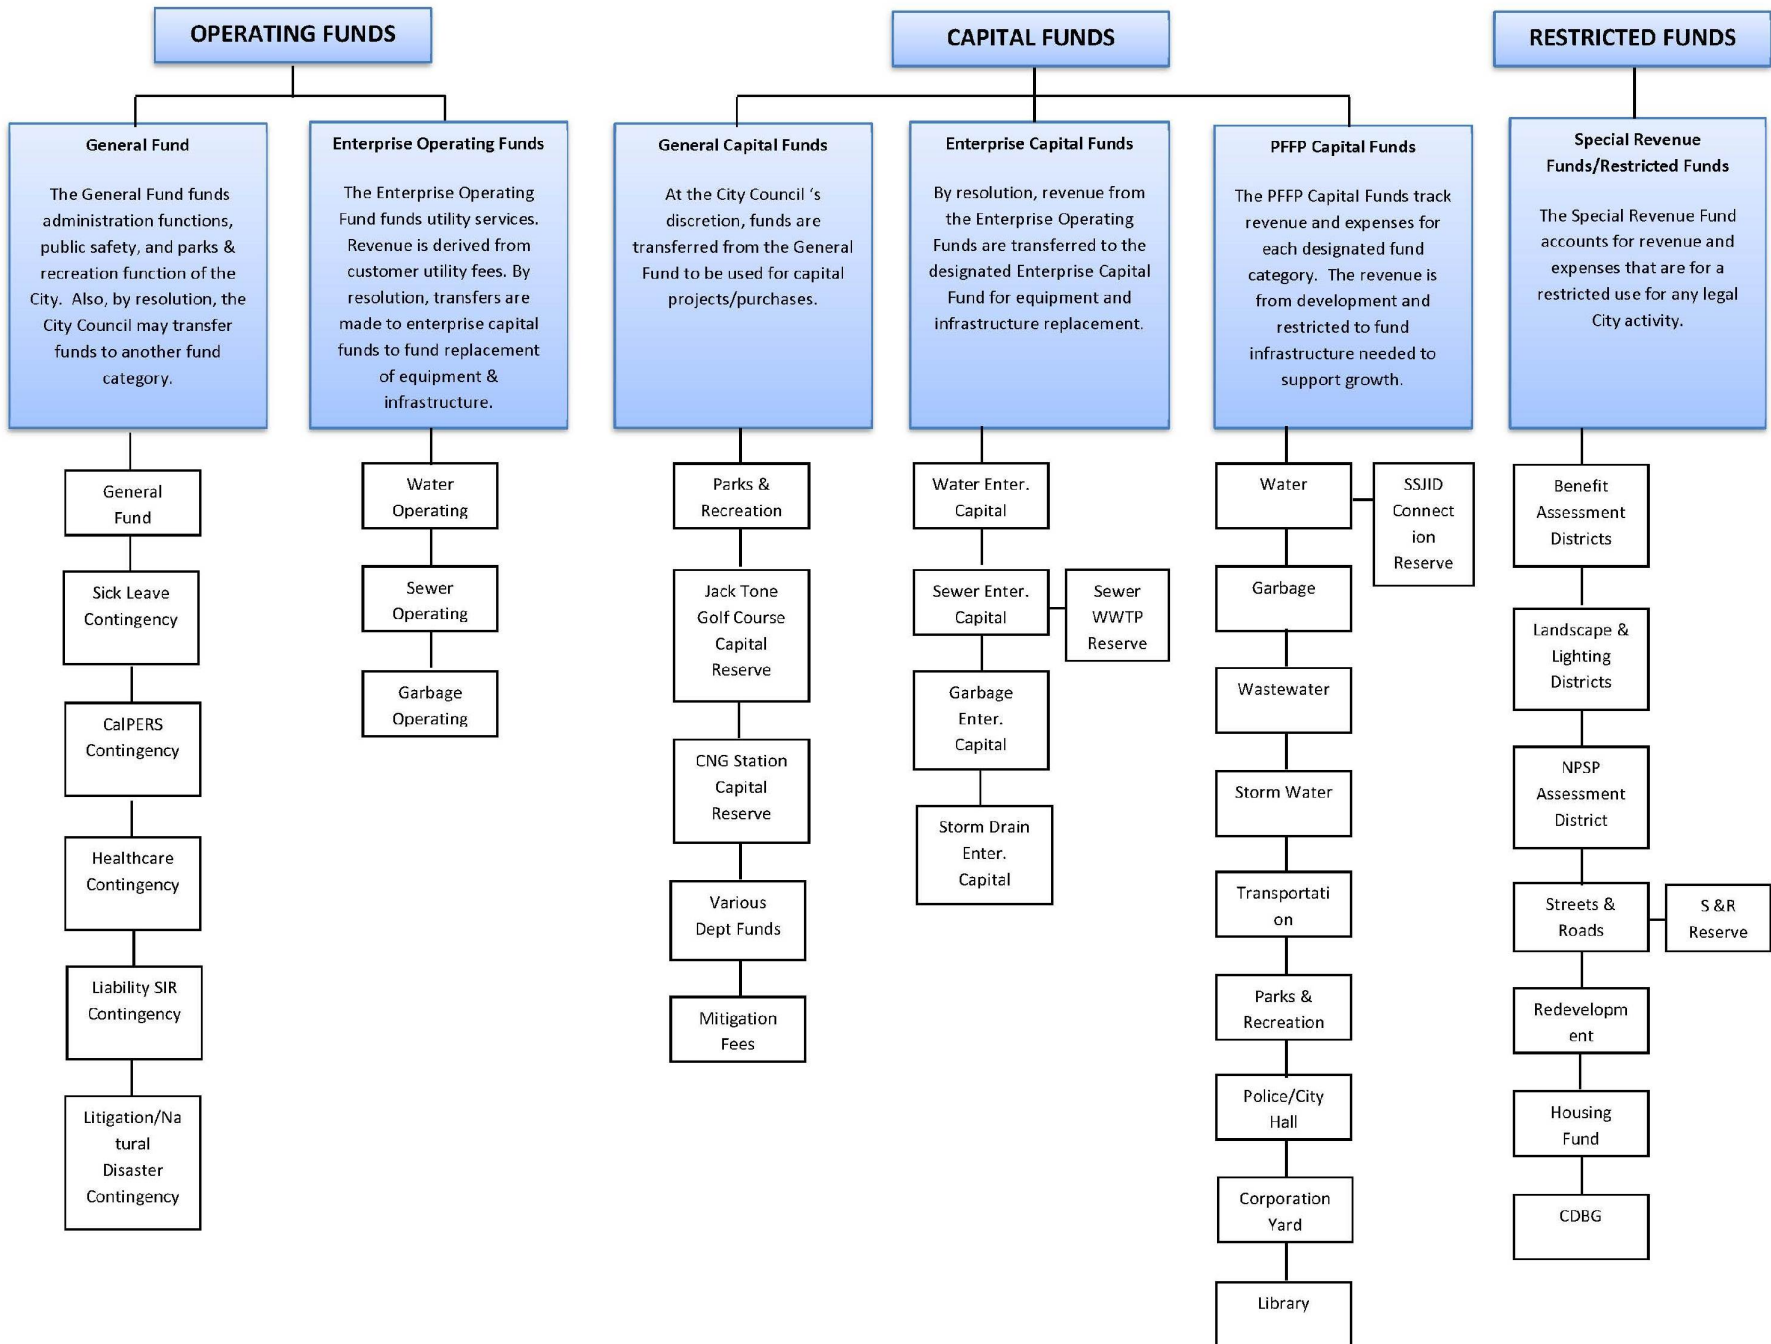 OPERATING FUNDS
CAPITAL FUNDS
RESTRICTED FUNDS
General Fund
The General Fund funds
administration functions,
public safety, and parks &
recreation function of the
City. Also, by resolution, the
City Council may transfer
funds to another fund
category.
Enterprise Operating Funds
The Enterprise Operating
Fund funds utility services.
Revenue is derived from
customer utility fees. By
resolution, transfers are
made to enterprise capital
funds to fund replacement
of equipment &
infrastructure.
General Capital Funds
At the City Council ‘s
discretion, funds are
transferred from the General
Fund to be used for capital
projects/purchases.
Enterprise Capital Funds
By resolution, revenue from
the Enterprise Operating
Funds are transferred to the
designated Enterprise Capital
Fund for equipment and
infrastructure replacement.
PFFP Capital Funds
The PFFP Capital Funds track
revenue and expenses for
each designated fund
category. The revenue is
from development and
restricted to fund
infrastructure needed to
support growth.
Special Revenue
Funds/Restricted Funds
The Special Revenue Fund
accounts for revenue and
expenses that are for a
restricted use for any legal
City activity.
General
Fund
Sick Leave
Contingency
CalPERS
Contingency
Healthcare
Contingency
Liability SIR
Contingency
Litigation/Na
tural
Disaster
Contingency
Water
Operating
Sewer
Operating
Garbage
Operating
Parks &
Recreation
Jack Tone
Golf Course
Capital
Reserve
CNG Station
Capital
Reserve
Various
Dept Funds
Mitigation
Fees
Water Enter.
Capital
Sewer Enter.
Capital
Sewer
WWTP
Reserve
Garbage
Enter.
Capital
Storm Drain
Enter.
Capital
Water
SSJID
Connect
ion
Reserve
Garbage
Wastewater
Storm Water
Transportati
on
Parks &
Recreation
Police/City
Hall
Corporation
Yard
Library
Benefit
Assessment
Districts
Landscape &
Lighting
Districts
NPSP
Assessment
District
Streets &
Roads
S &R
Reserve
Redevelopm
ent
Housing
Fund
CDBG